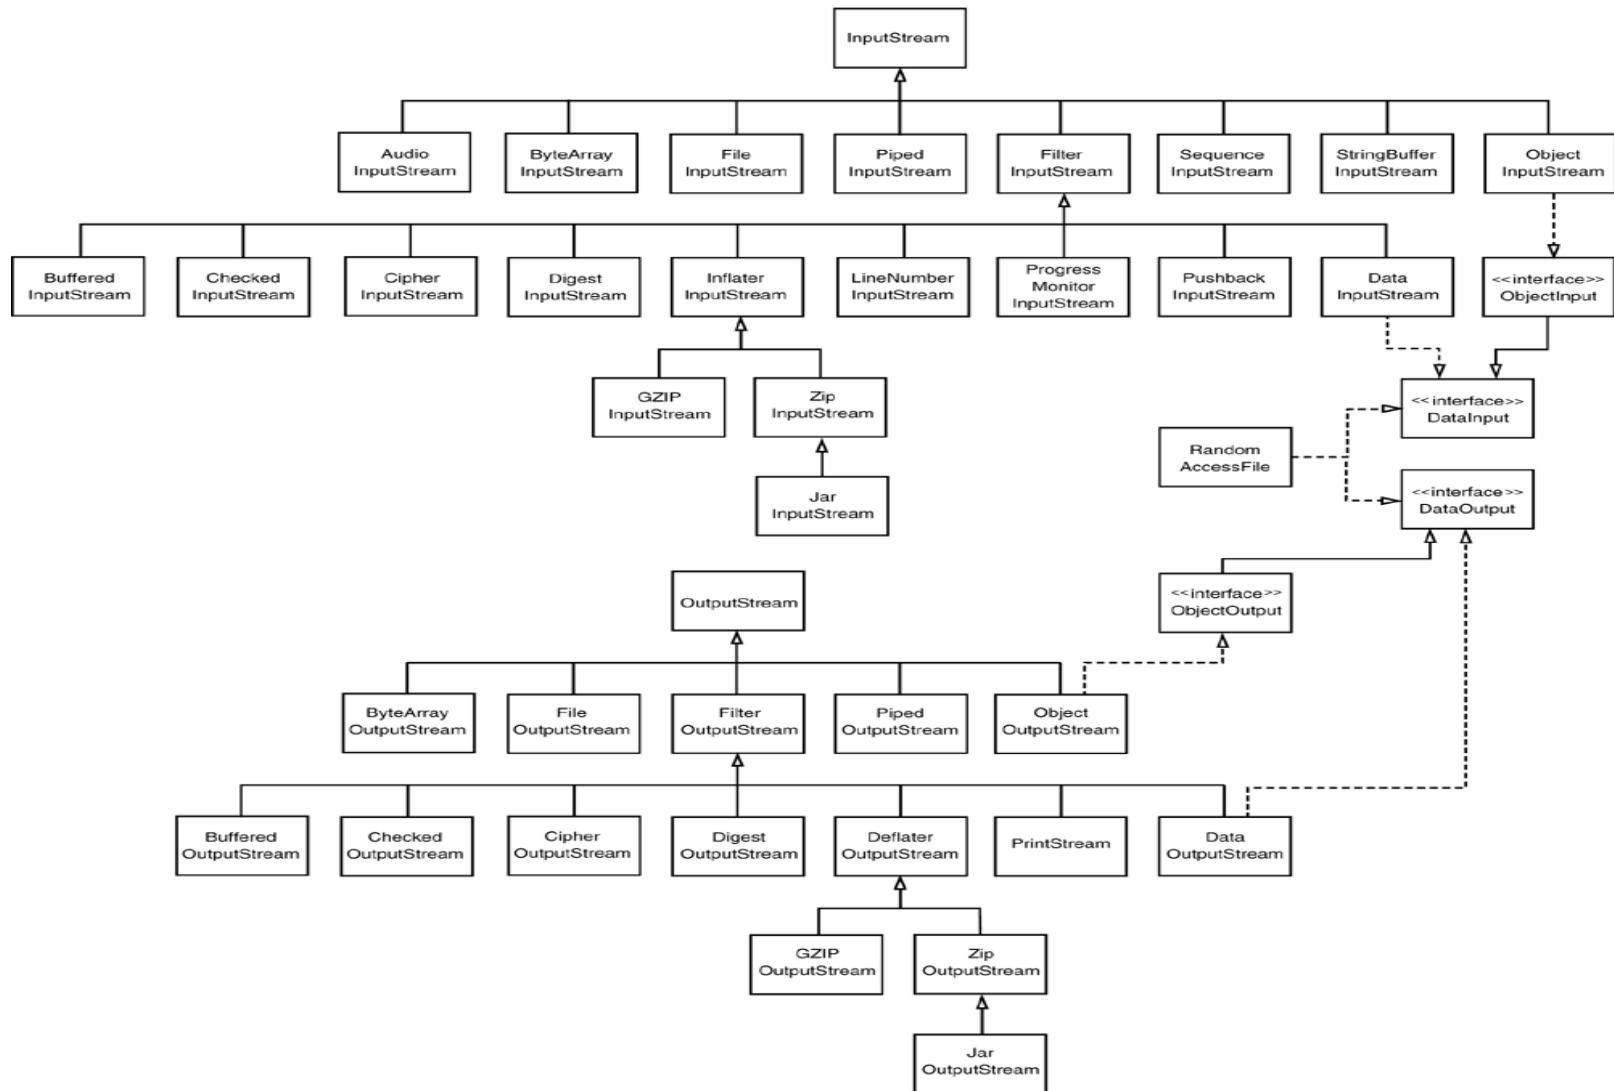 InputStream
Audio
InputStream
ByteArray
InputStream
File
InputStream
Piped
InputStream
Filter
InputStream
Sequence
InputStream
StringBuffer
InputStream
Object
InputStream
Buffered
InputStream
Checked
InputStream
Cipher
InputStream
Digest
InputStream
Inflater
InputStream
LineNumber
InputStream
Progress
Monitor
InputStream
Pushback
InputStream
Data
InputStream
<<interface>>
ObjectInput
GZIP
InputStream
Zip
InputStream
<<interface>>
DataInput
Random
AccessFile
Jar
InputStream
<<interface>>
DataOutput
OutputStream
<<interface>>
ObjectOutput
ByteArray
OutputStream
File
OutputStream
Filter
OutputStream
Piped
OutputStream
Object
OutputStream
Buffered
OutputStream
Checked
OutputStream
Cipher
OutputStream
Digest
OutputStream
Deflater
OutputStream
PrintStream
Data
OutputStream
GZIP
OutputStream
Zip
OutputStream
Jar
OutputStream